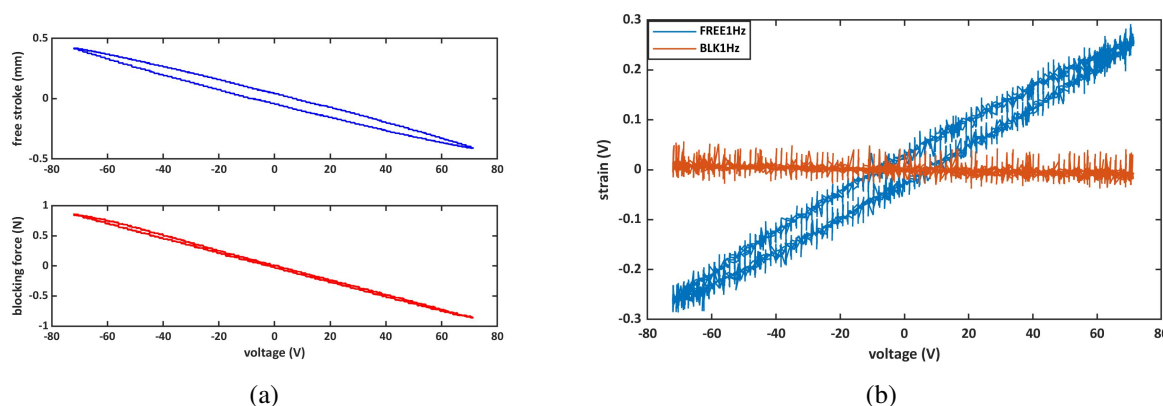 free stroke (mm)
0.5
0
-0.5
-80 -60 -40 -20 0 20 40 60 80
blocking force (N)
1
0.5
0
-0.5
-1
-80 -60 -40 -20 0 20 40 60 80
voltage (V)
(a)
strain (V)
0.3
0.2
0.1
0
-0.1
-0.2
-0.3
FREE1Hz
BLK1Hz
-80 -60 -40 -20 0 20 40 60 80
voltage (V)
(b)